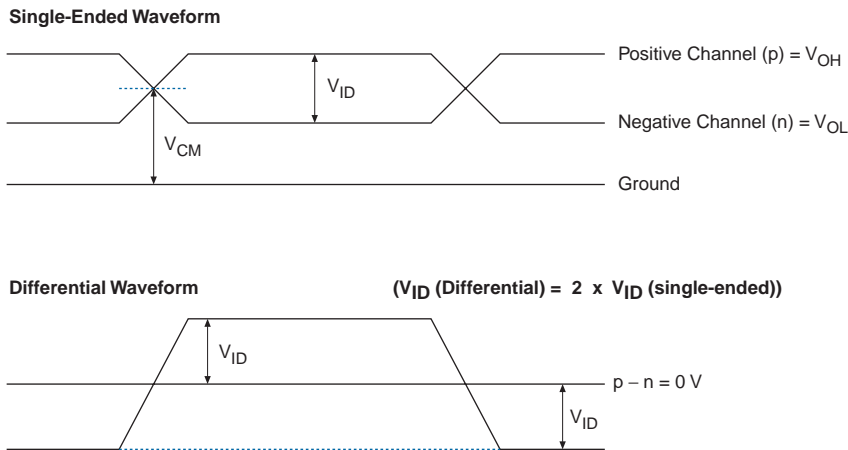 Single-Ended Waveform
Positive Channel (p) = VOH
VID
Negative Channel (n) = VOL
VCM
Ground
Differential Waveform
(VID (Differential) = 2 x VID (single-ended))
VID
p – n = 0 V
VID